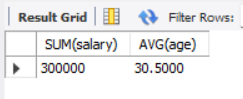 Result Grid Filter Rows:
SUM(salary) AVG(age)
300000 30.5000